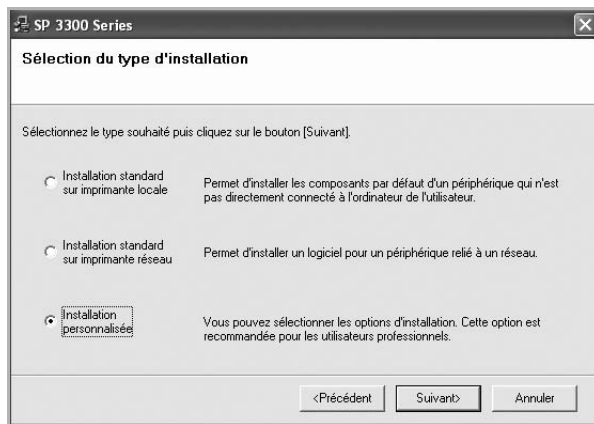 SP 3300 Series
Sélection du type d'installation
Sélectionnez le type souhaité puis cliquez sur le bouton [Suivant].
Installation standard
sur imprimante locale
Permet d'installer les composants par défaut d'un périphérique qui n'est
pas directement connecté à l'ordinateur de l'utilisateur.
Installation standard
sur imprimante réseau
Permet d'installer un logiciel pour un périphérique relié à un réseau.
Installation
personnalisée
Vous pouvez sélectionner les options d'installation. Cette option est
recommandée pour les utilisateurs professionnels.
<Précédent
Suivant>
Annuler